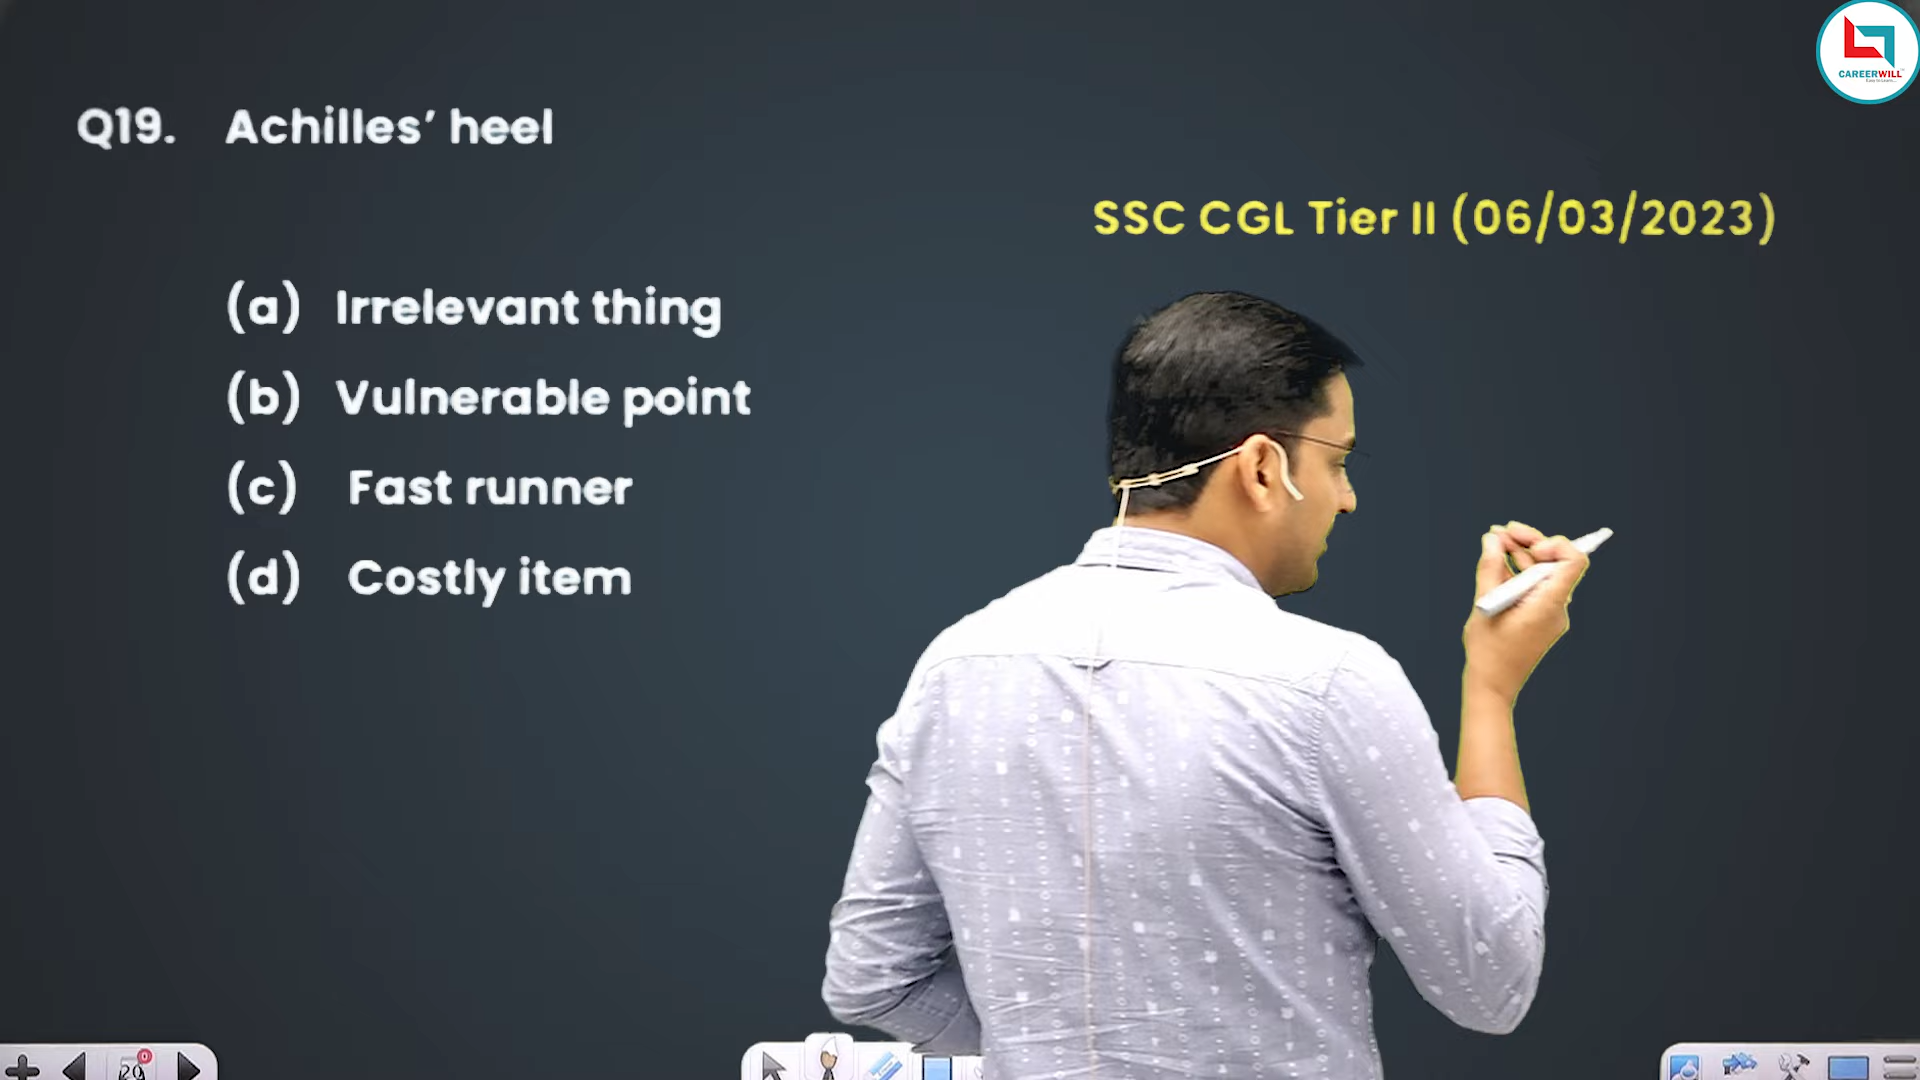 CAREERWILL
Q19. Achilles’ heel
SSC CGL Tier II (06/03/2023)
(a) Irrelevant thing
(b) Vulnerable point
(c) Fast runner
(d) Costly item